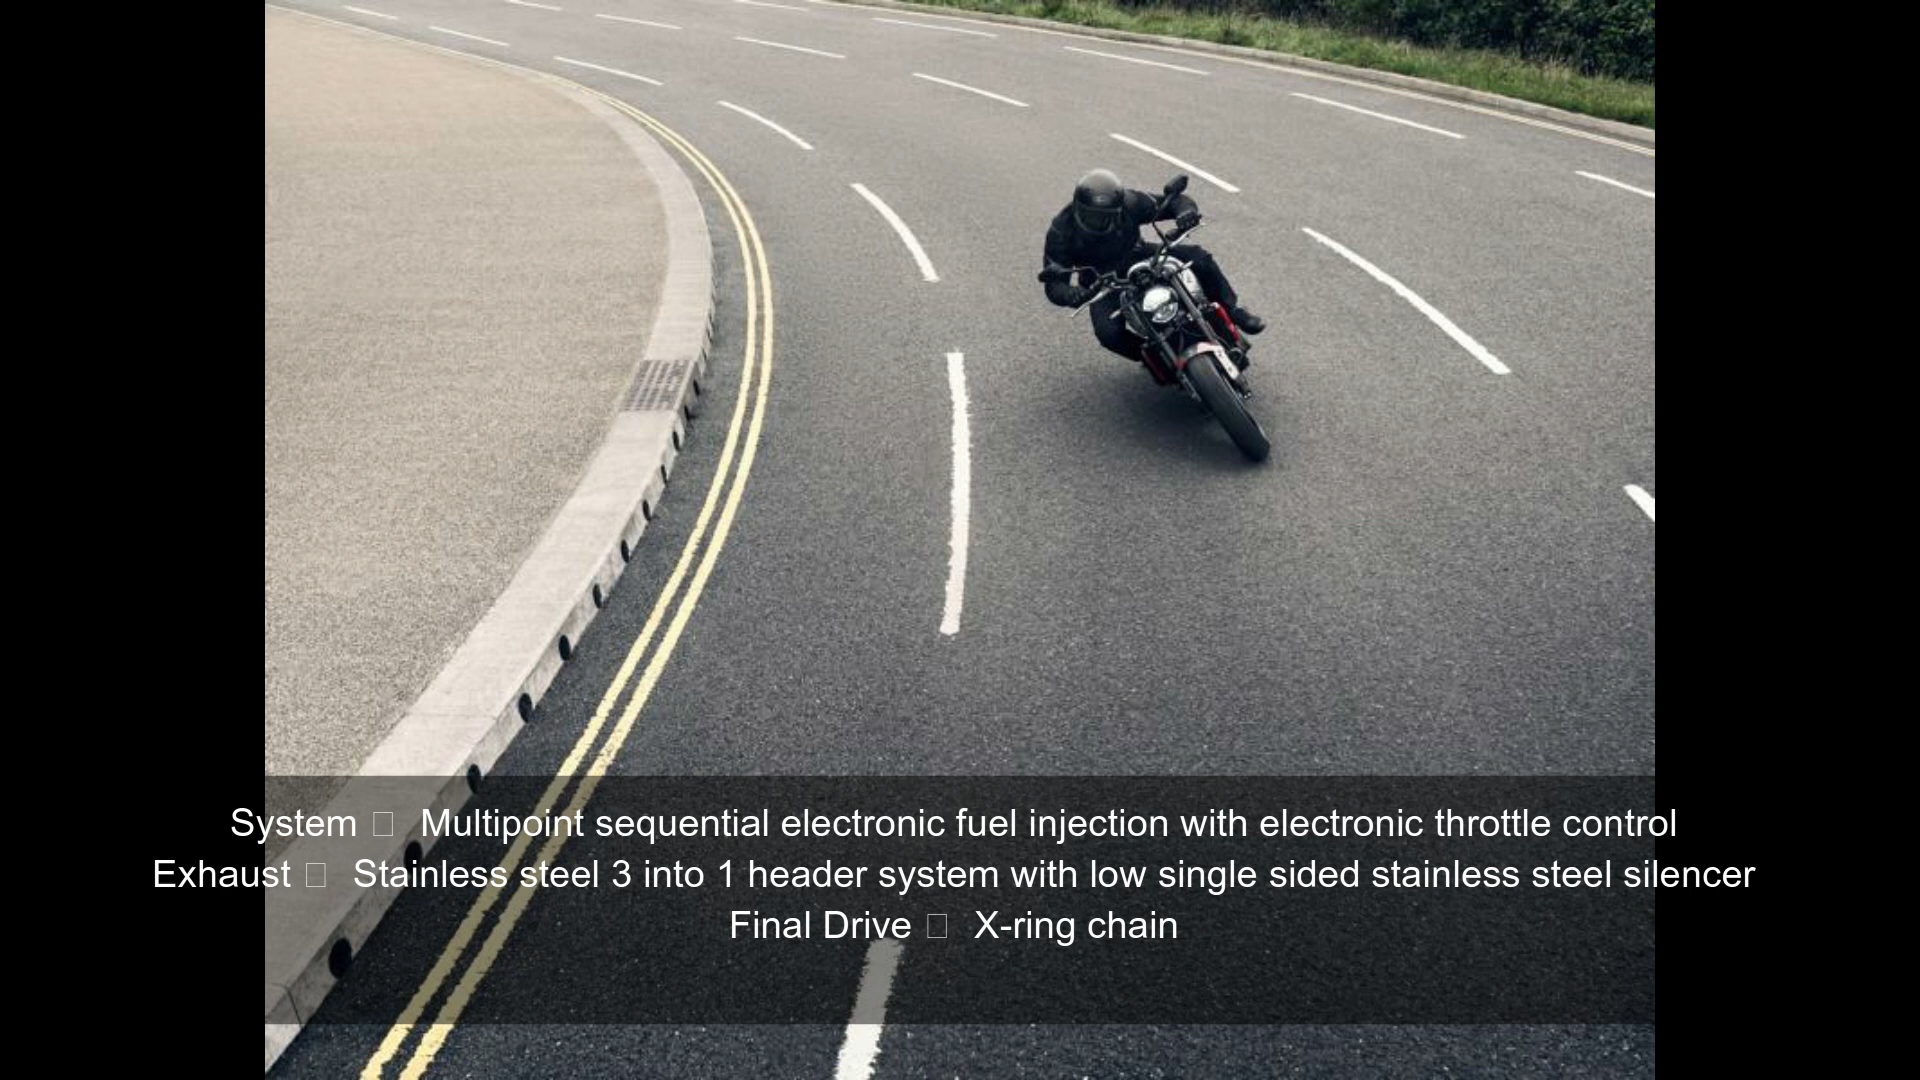 System  Multipoint sequential electronic fuel injection with electronic throttle control
Exhaust  Stainless steel 3 into 1 header system with low single sided stainless steel silencer
Final Drive  X-ring chain